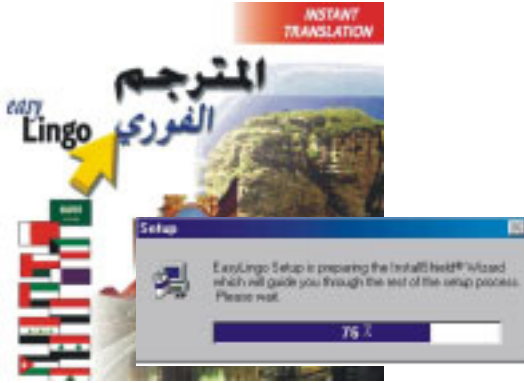 INSTANT
TRANSLATION
المترجم
الفوري
easy
Lingo
Setup
EasyLingo Setup is preparing the InstallShield® Wizard
which will guide you through the rest of the setup process.
Please wait.
76 %